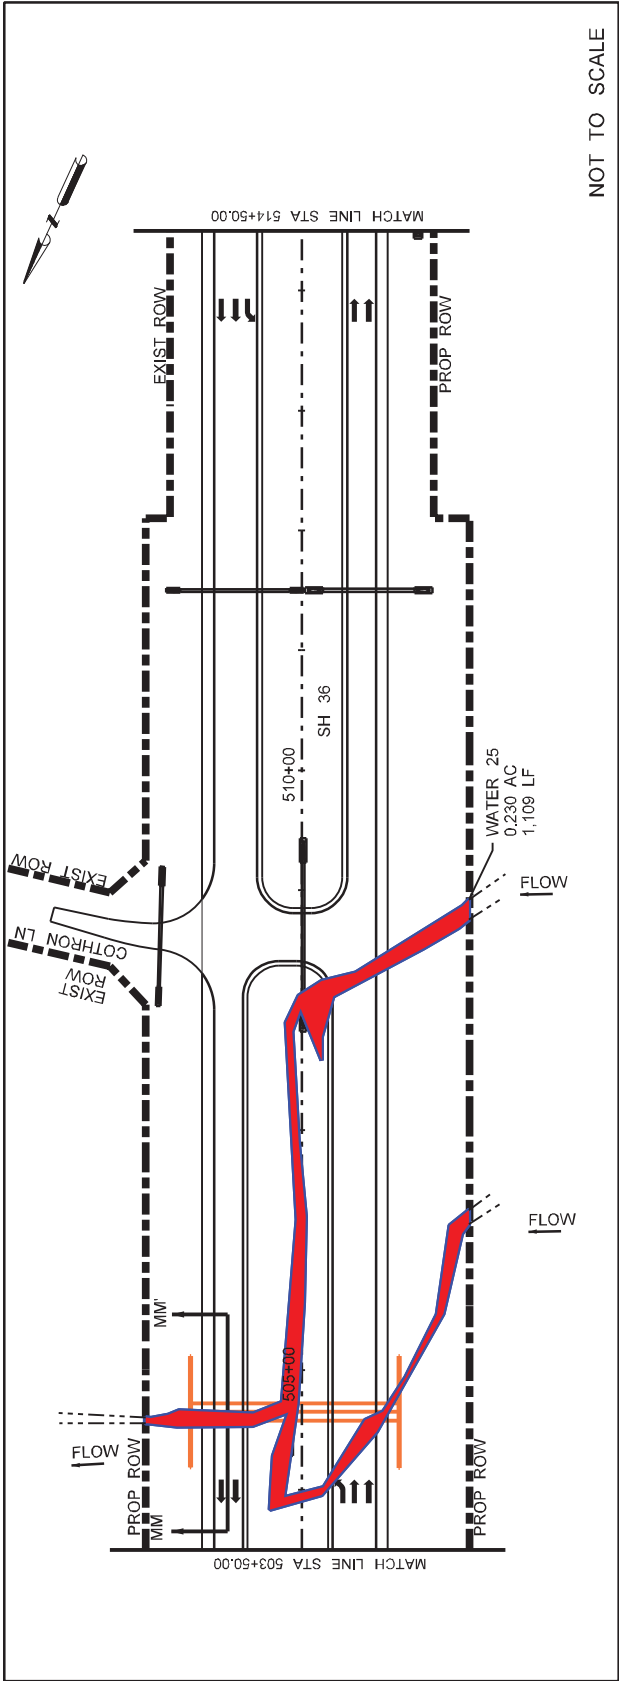 NOT TO SCALE
N
MATCH LINE STA 514+50.00
EXIST ROW
PROP ROW
SH 36
510+00
WATER 25
0.230 AC
1,109 LF
FLOW
EXIST ROW
COTHRON LN
EXIST
ROW
FLOW
MM'
505+00
FLOW
PROP ROW
MM
PROP ROW
MATCH LINE STA 503+50.00